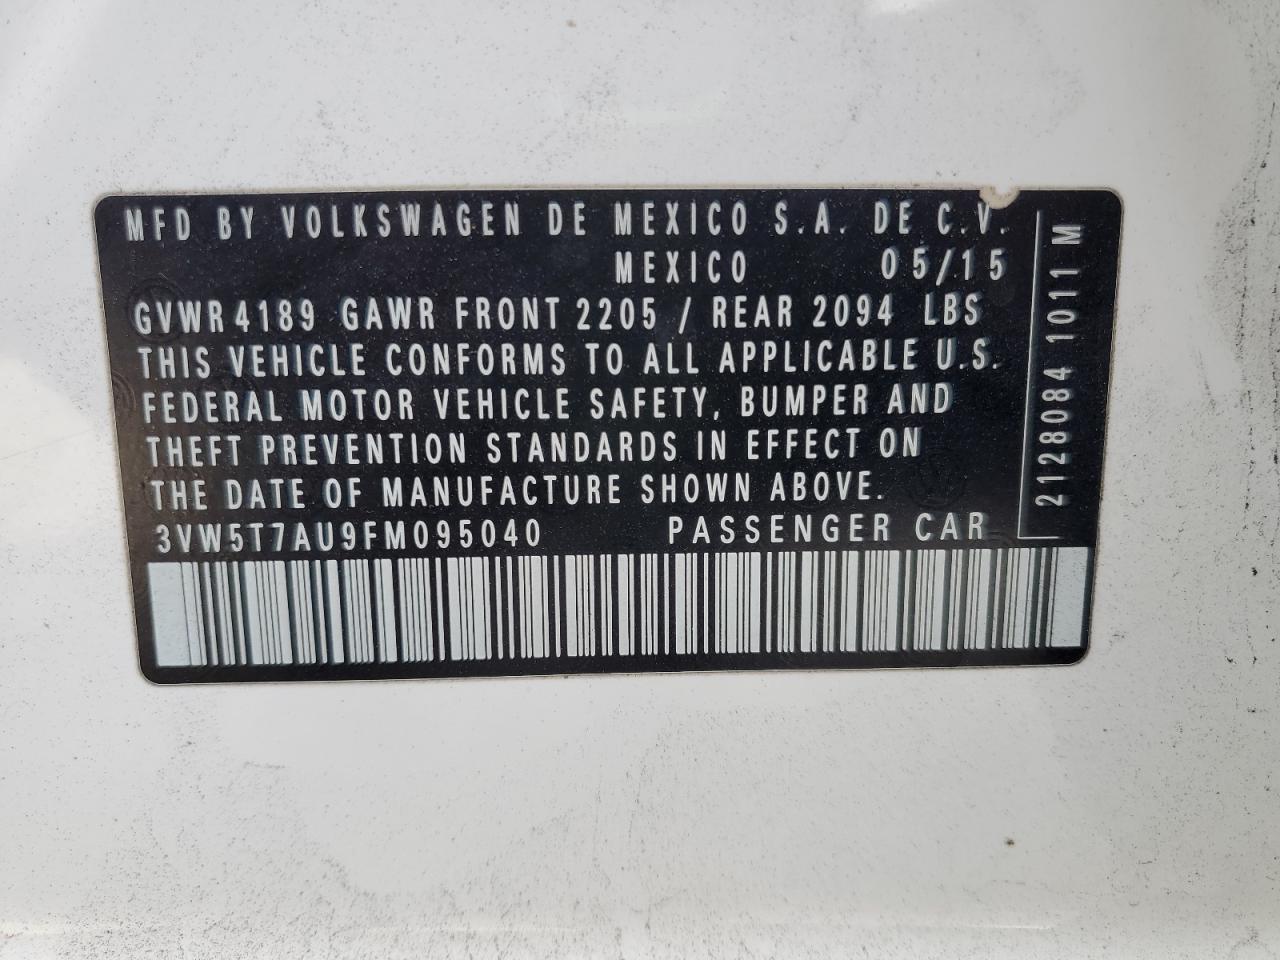 MFD BY VOLKSWAGEN DE MEXICO S.A. DE C.V.
MEXICO 05/15
GVWR 4189 GAWR FRONT 2205 / REAR 2094 LBS
THIS VEHICLE CONFORMS TO ALL APPLICABLE U.S.
FEDERAL MOTOR VEHICLE SAFETY, BUMPER AND
THEFT PREVENTION STANDARDS IN EFFECT ON
THE DATE OF MANUFACTURE SHOWN ABOVE.
3VW5T7AU9FM095040 PASSENGER CAR
2128084 1011 M